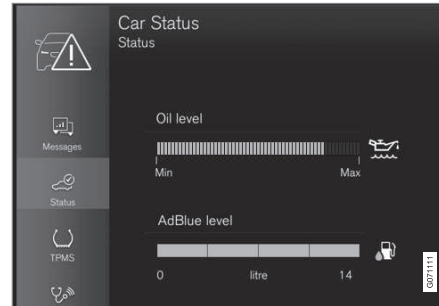 Car Status
Status
Messages
Status
TPMS
Oil level
Min Max
AdBlue level
0 litre 14
G071111